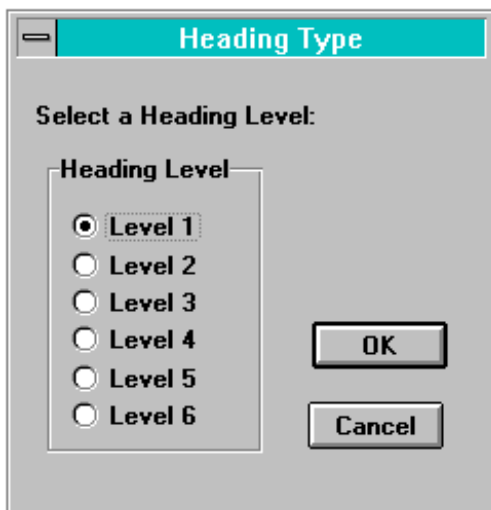 Heading Type
Select a Heading Level:
Heading Level
Level 1
Level 2
Level 3
Level 4
Level 5
Level 6
OK
Cancel